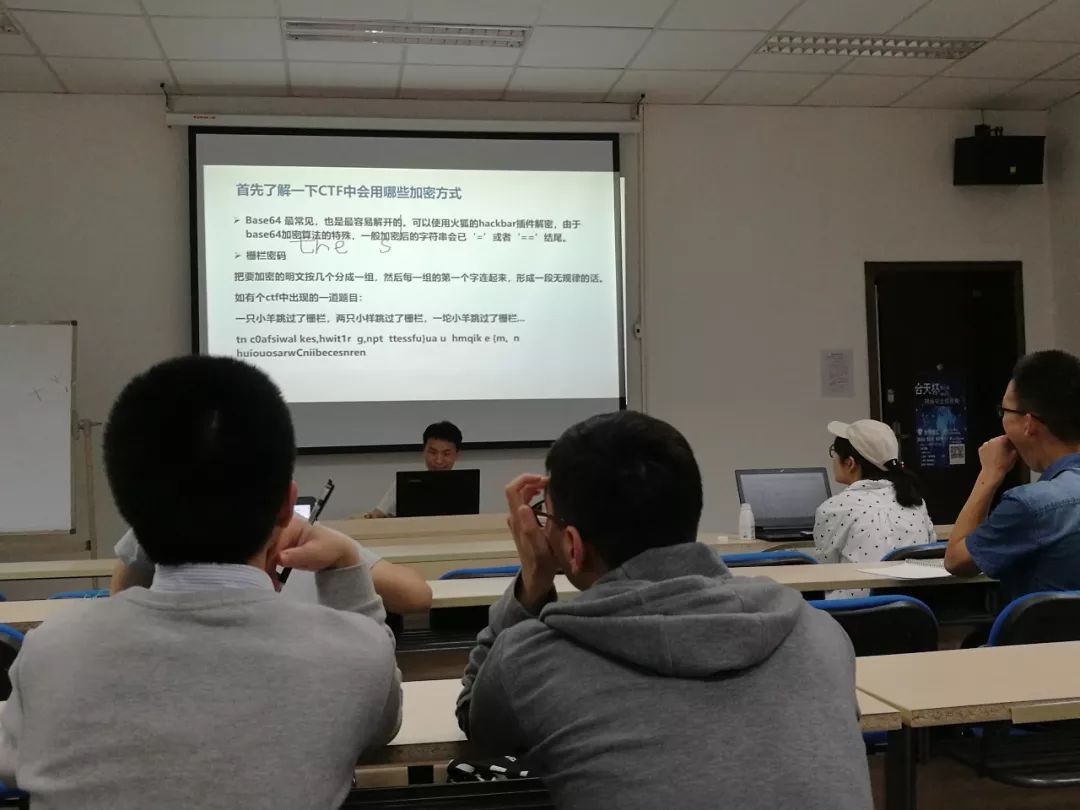 首先了解一下CTF中会用哪些加密方式
➢ Base64 最常见，也是最容易解开的。可以使用火狐的hackbar插件解密，由于
base64加密算法的特殊，一般加密后的字符串会已‘=’或者‘==’结尾。
the s
➢ 栅栏密码
把要加密的明文按几个分成一组，然后每一组的第一个字连起来，形成一段无规律的话。
如有个ctf中出现的一道题目：
一只小羊跳过了栅栏，两只小样跳过了栅栏，一坨小羊跳过了栅栏...
tn c0afsiwal kes,hwit1r  g,npt  ttessfu}ua u  hmqik e {m,  n
huiouosarwCniibecesnren
合天杯